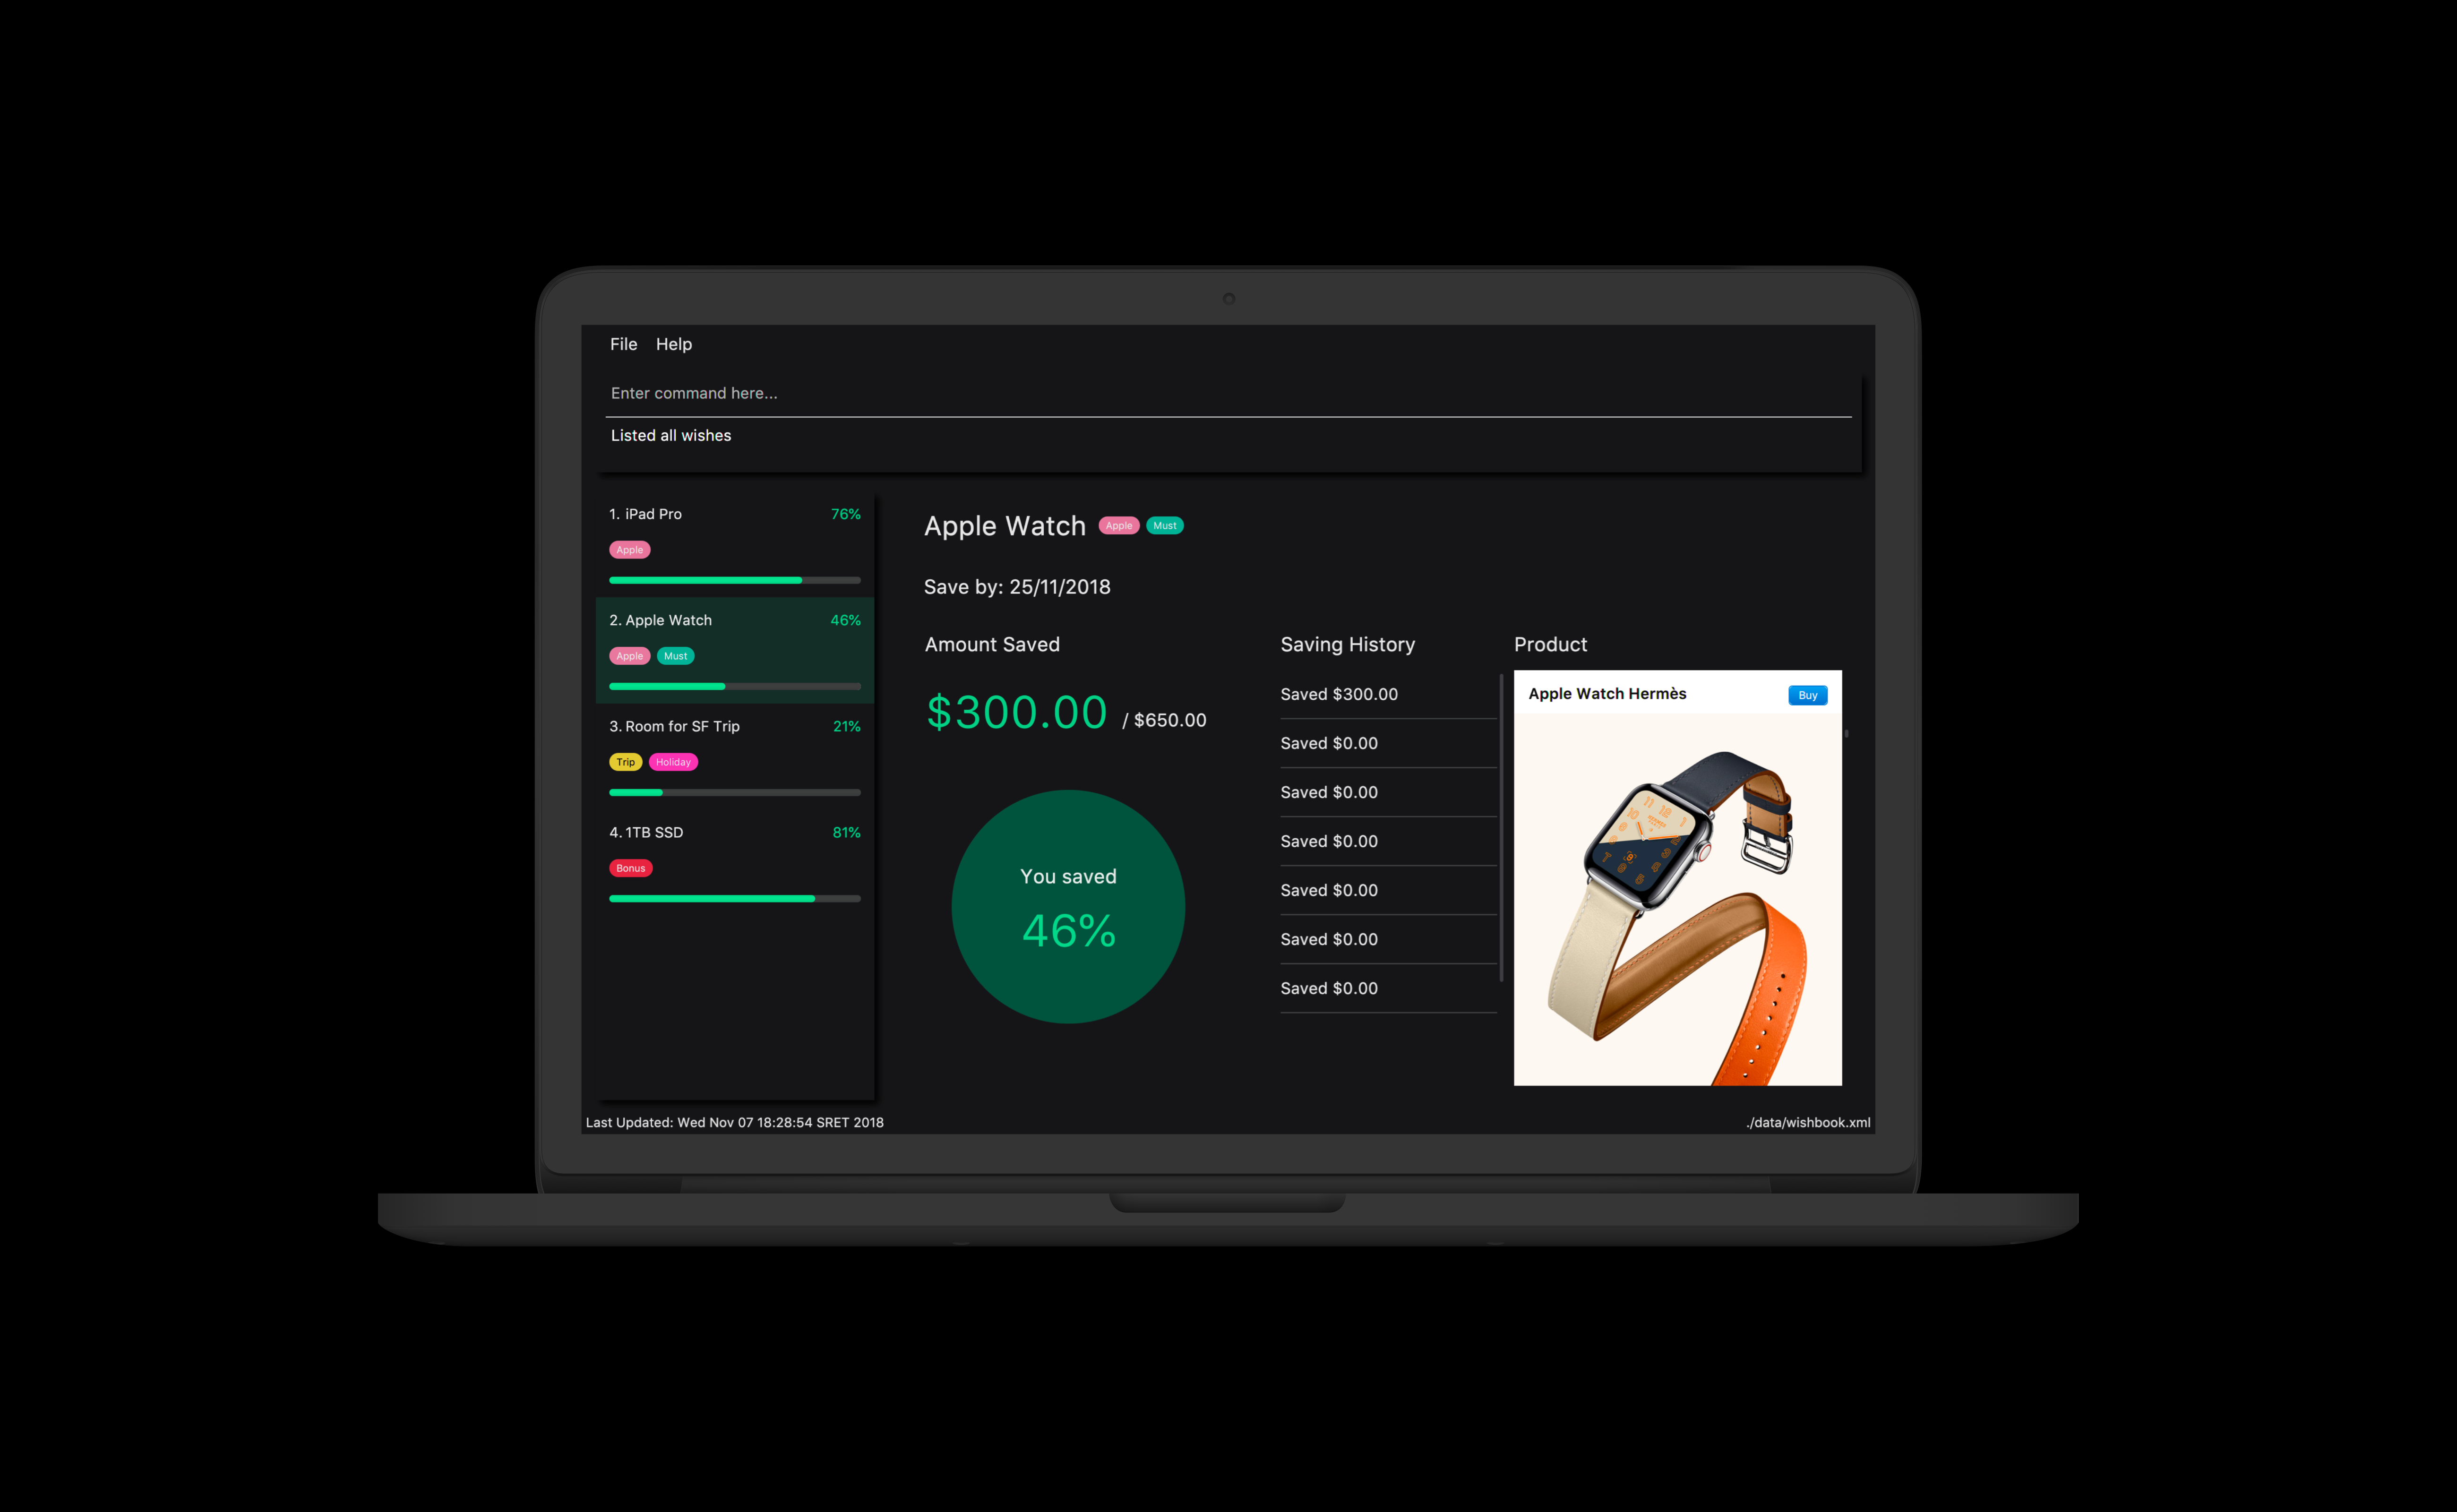 File Help
Enter command here...
Listed all wishes
1. iPad Pro 76%
Apple
2. Apple Watch 46%
Apple Must
3. Room for SF Trip 21%
Trip Holiday
4. 1TB SSD 81%
Bonus
Apple Watch Apple Must
Save by: 25/11/2018
Amount Saved
$300.00 / $650.00
You saved
46%
Saving History
Saved $300.00
Saved $0.00
Saved $0.00
Saved $0.00
Saved $0.00
Saved $0.00
Saved $0.00
Product
Apple Watch Hermès Buy
Last Updated: Wed Nov 07 18:28:54 SRET 2018
./data/wishbook.xml